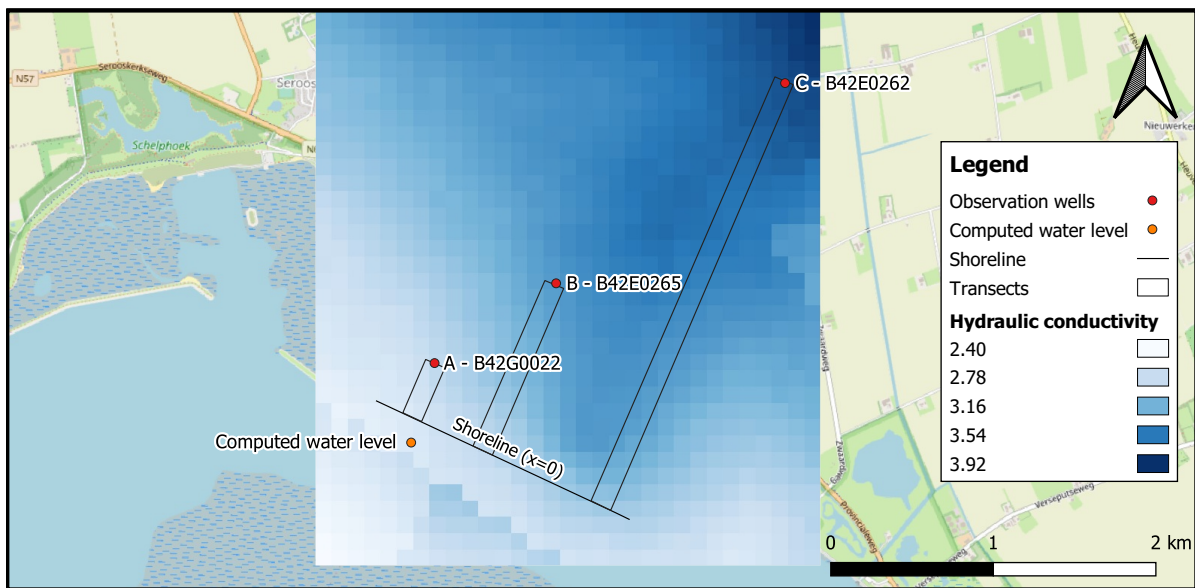 N57
Serooskerkseweg
Seroos
Schelphoek
C - B42E0262
Nieuwerker
B - B42E0265
A - B42G0022
Shoreline (x=0)
Computed water level
Legend
Observation wells
Computed water level
Shoreline
Transects
Hydraulic conductivity
2.40
2.78
3.16
3.54
3.92
Zwaardweg
Provincialeweg
Verseputseweg
0
1
2 km